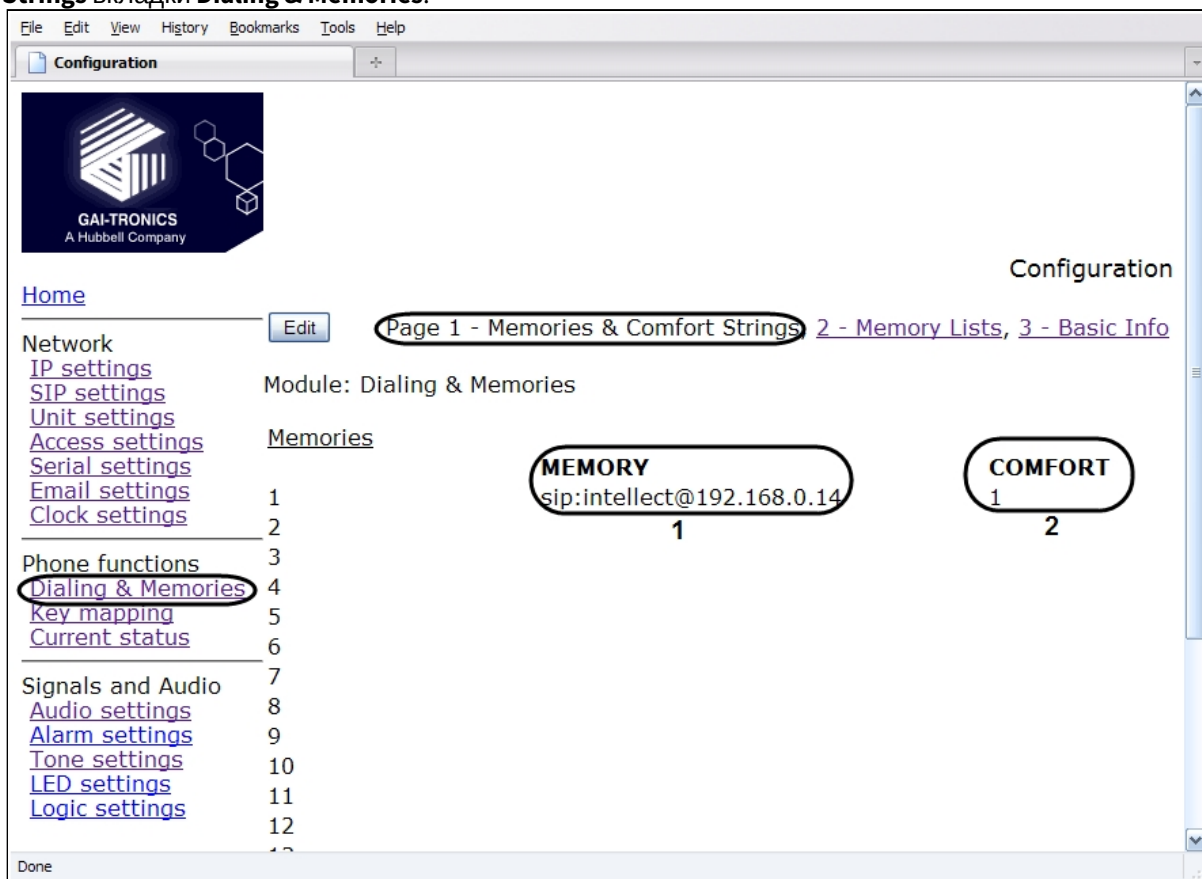 Strings вкладки Dialing & Memories.
File Edit View History Bookmarks Tools Help
Configuration
GAI-TRONICS
A Hubbell Company
Configuration
Home
Edit Page 1 - Memories & Comfort Strings, 2 - Memory Lists, 3 - Basic Info
Network
IP settings
SIP settings
Unit settings
Access settings
Serial settings
Email settings
Clock settings
Phone functions
Dialing & Memories
Key mapping
Current status
Signals and Audio
Audio settings
Alarm settings
Tone settings
LED settings
Logic settings
Module: Dialing & Memories
Memories
MEMORY COMFORT
1 sip:intellect@192.168.0.14 1
1 2
2
3
4
5
6
7
8
9
10
11
12
Done